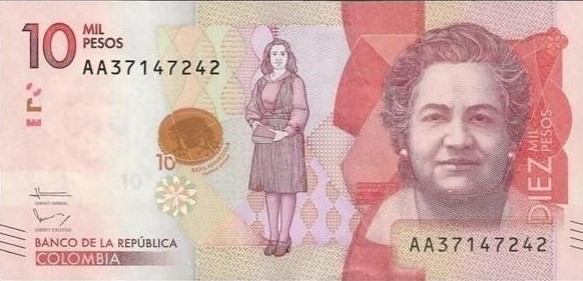 10 MIL
PESOS
AA37147242
10
GERENTE GENERAL
GERENTE EJECUTIVO
BANCO DE LA REPÚBLICA
COLOMBIA
DIEZ MIL
PESOS
AA37147242